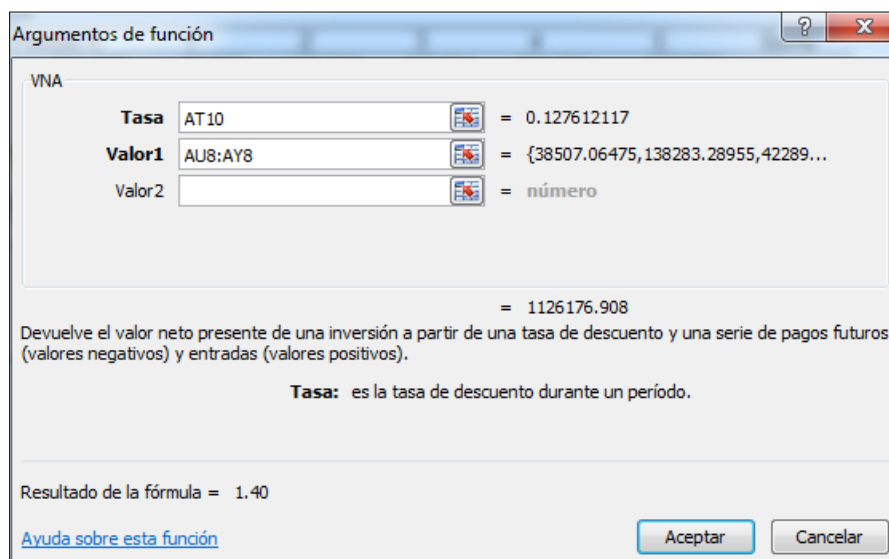 Argumentos de función
VNA
Tasa AT10 = 0.127612117
Valor1 AU8:AY8 = {38507.06475,138283.28955,42289...
Valor2 = número
= 1126176.908
Devuelve el valor neto presente de una inversión a partir de una tasa de descuento y una serie de pagos futuros
(valores negativos) y entradas (valores positivos).
Tasa: es la tasa de descuento durante un período.
Resultado de la fórmula = 1.40
Ayuda sobre esta función
Aceptar Cancelar